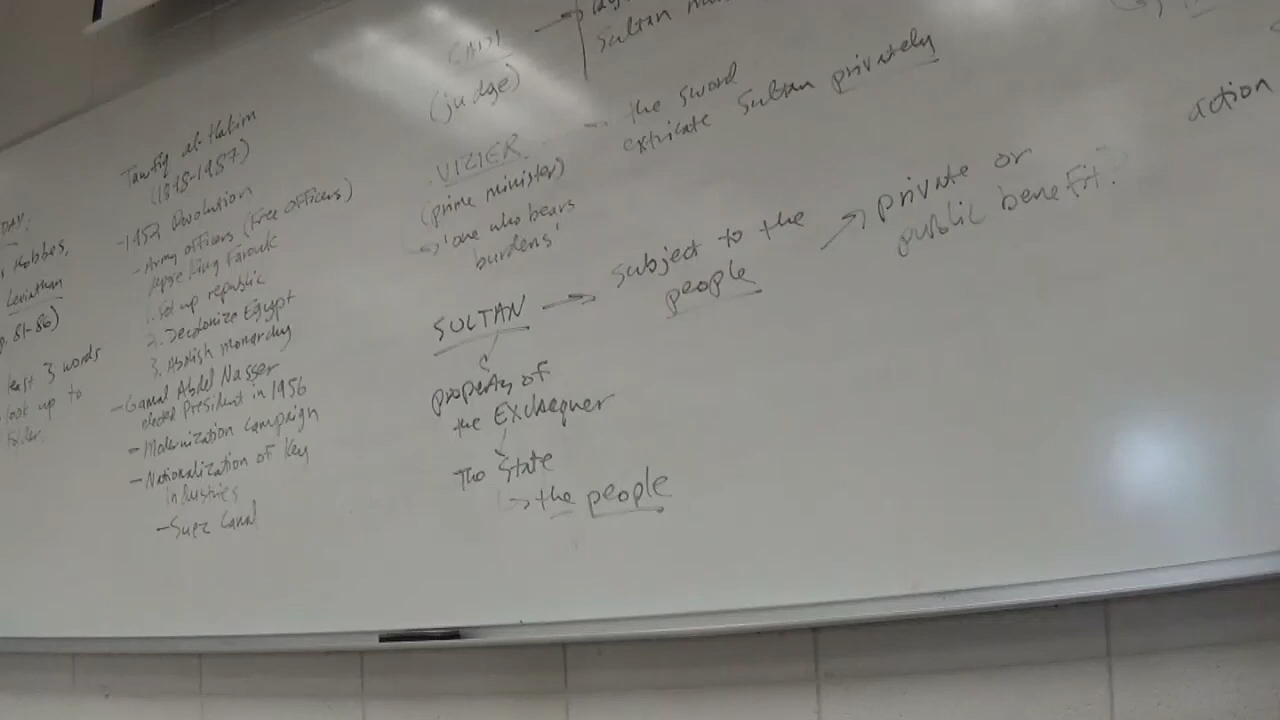 DAY:
Hobbes,
Leviathan
p. 81-86)
least 3 words
look up to
folder.
Tawfiq al-Hakim
(1898-1987)
-1952 Revolution
-Army officers (Free Officers)
depose King Farouk
1. Set up republic
2. Decolonize Egypt
3. Abolish monarchy
-Gamal Abdel Nasser
elected President in 1956
-Modernization campaign
-Nationalization of key
industries
-Suez Canal
CADI →
(judge)
Sultan
VIZIER - the sword
(prime minister) extricate Sultan privately
→ 'one who bears
burdens'
SULTAN → subject to the
people
→ private or
public benefit?
property of
the Exchequer
The State
→ the people
action